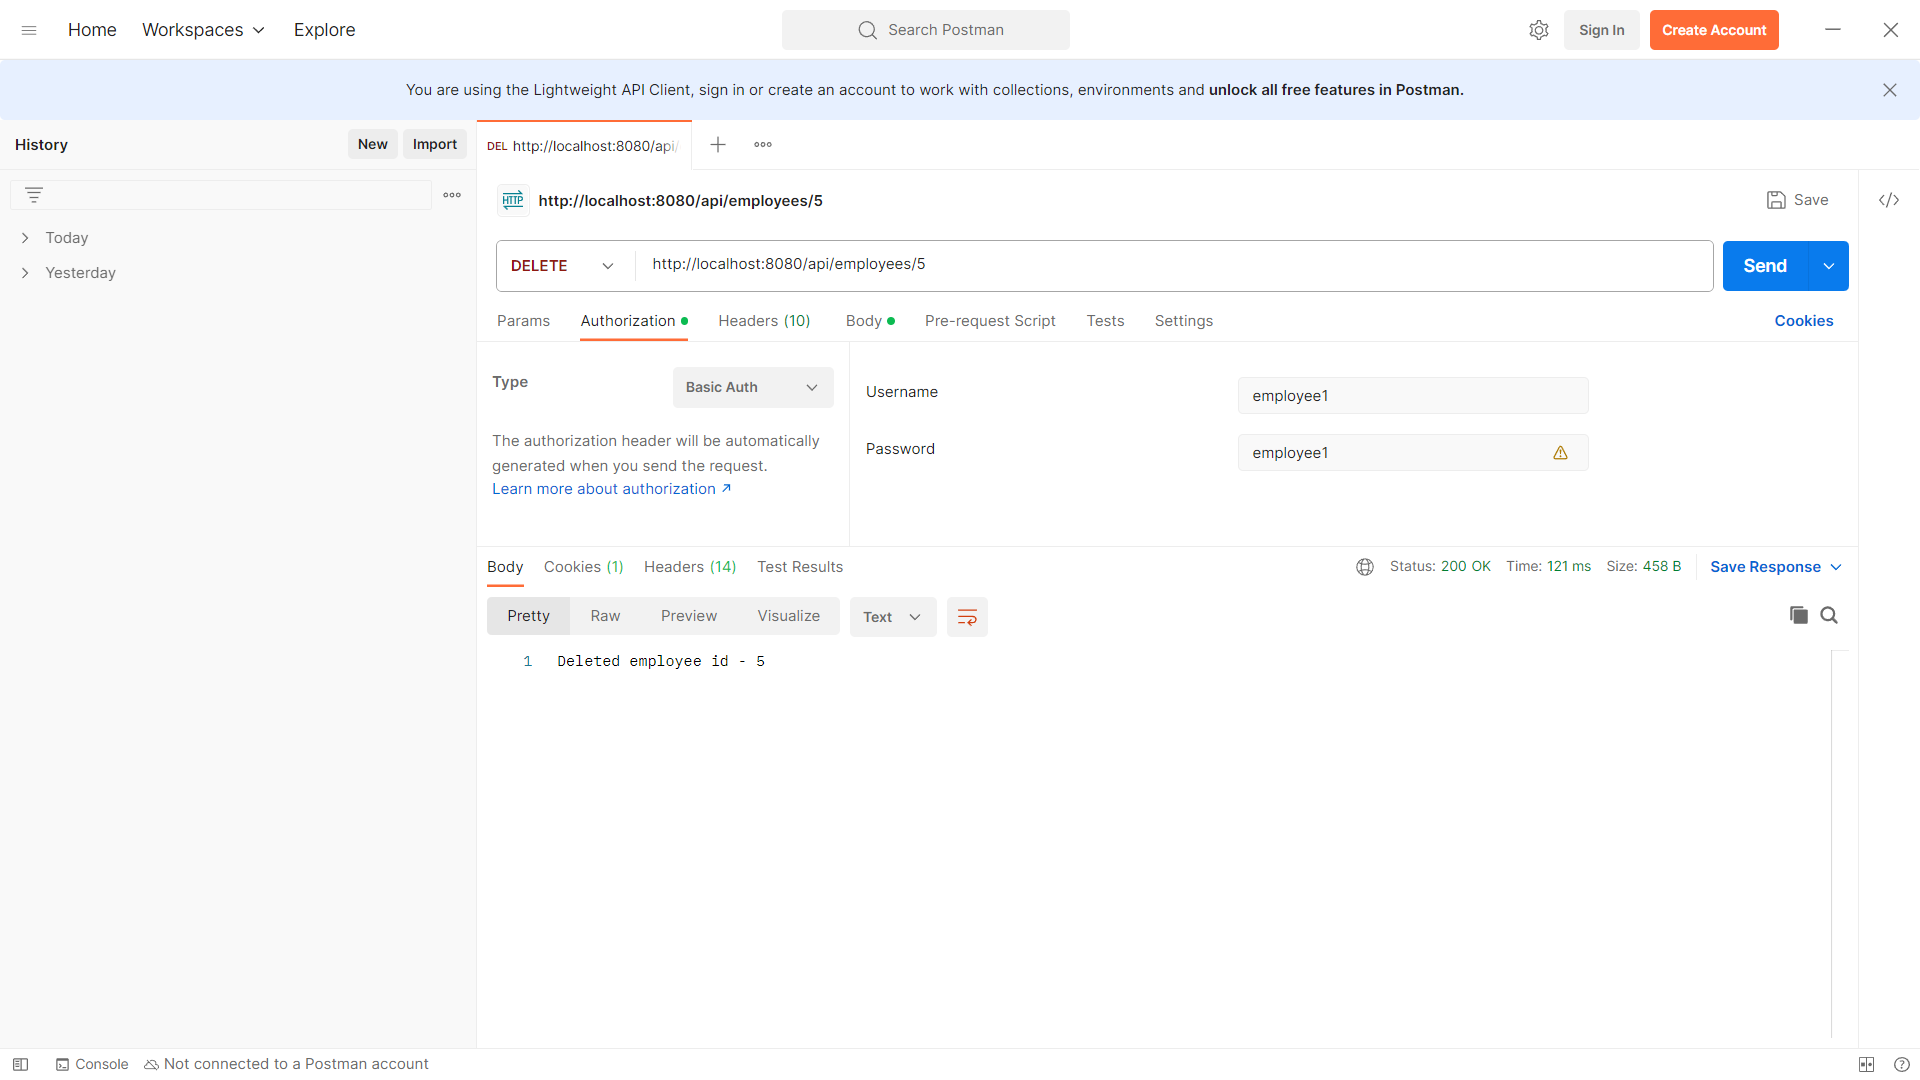 Home
Workspaces
Explore
Search Postman
Sign In
Create Account
You are using the Lightweight API Client, sign in or create an account to work with collections, environments and unlock all free features in Postman.
History
New
Import
Today
Yesterday
DEL http://localhost:8080/api/
HTTP
http://localhost:8080/api/employees/5
Save
</>
DELETE
http://localhost:8080/api/employees/5
Send
Params
Authorization
Headers (10)
Body
Pre-request Script
Tests
Settings
Cookies
Type
Basic Auth
The authorization header will be automatically
generated when you send the request.
Learn more about authorization ↗
Username
employee1
Password
employee1
Body
Cookies (1)
Headers (14)
Test Results
Status: 200 OK
Time: 121 ms
Size: 458 B
Save Response
Pretty
Raw
Preview
Visualize
Text
1 Deleted employee id - 5
Console
Not connected to a Postman account